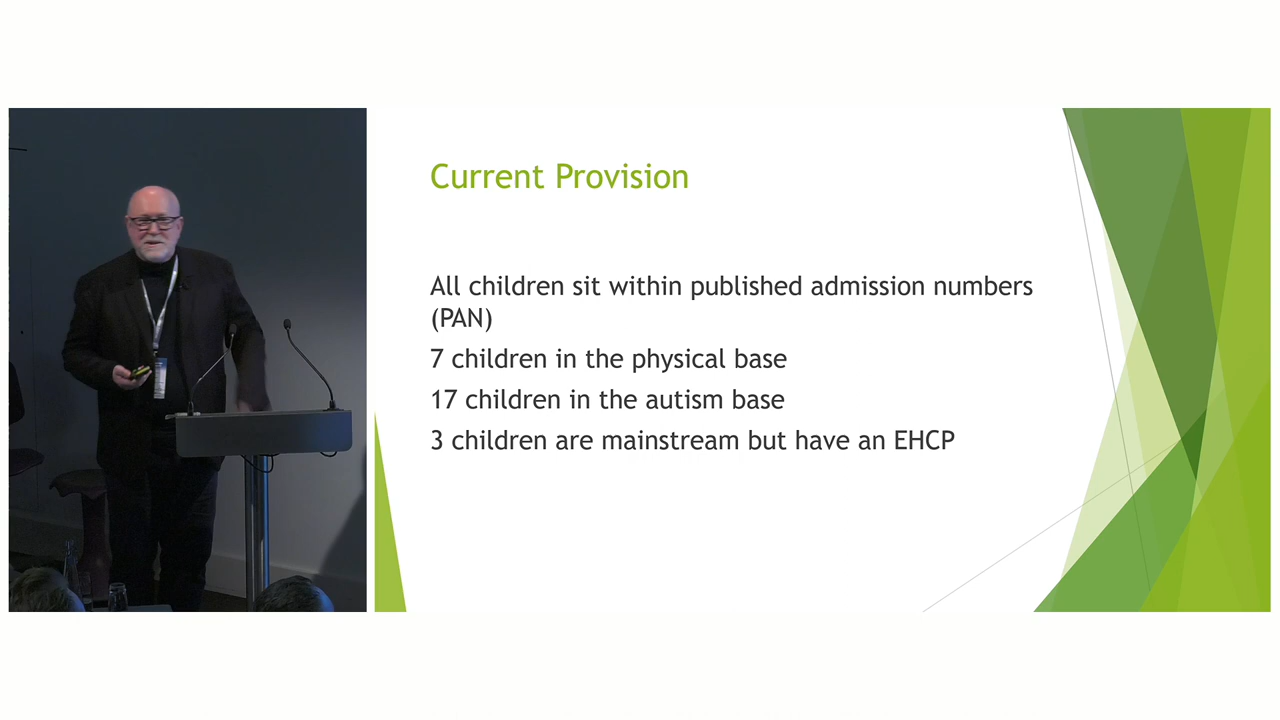 Current Provision
All children sit within published admission numbers
(PAN)
7 children in the physical base
17 children in the autism base
3 children are mainstream but have an EHCP